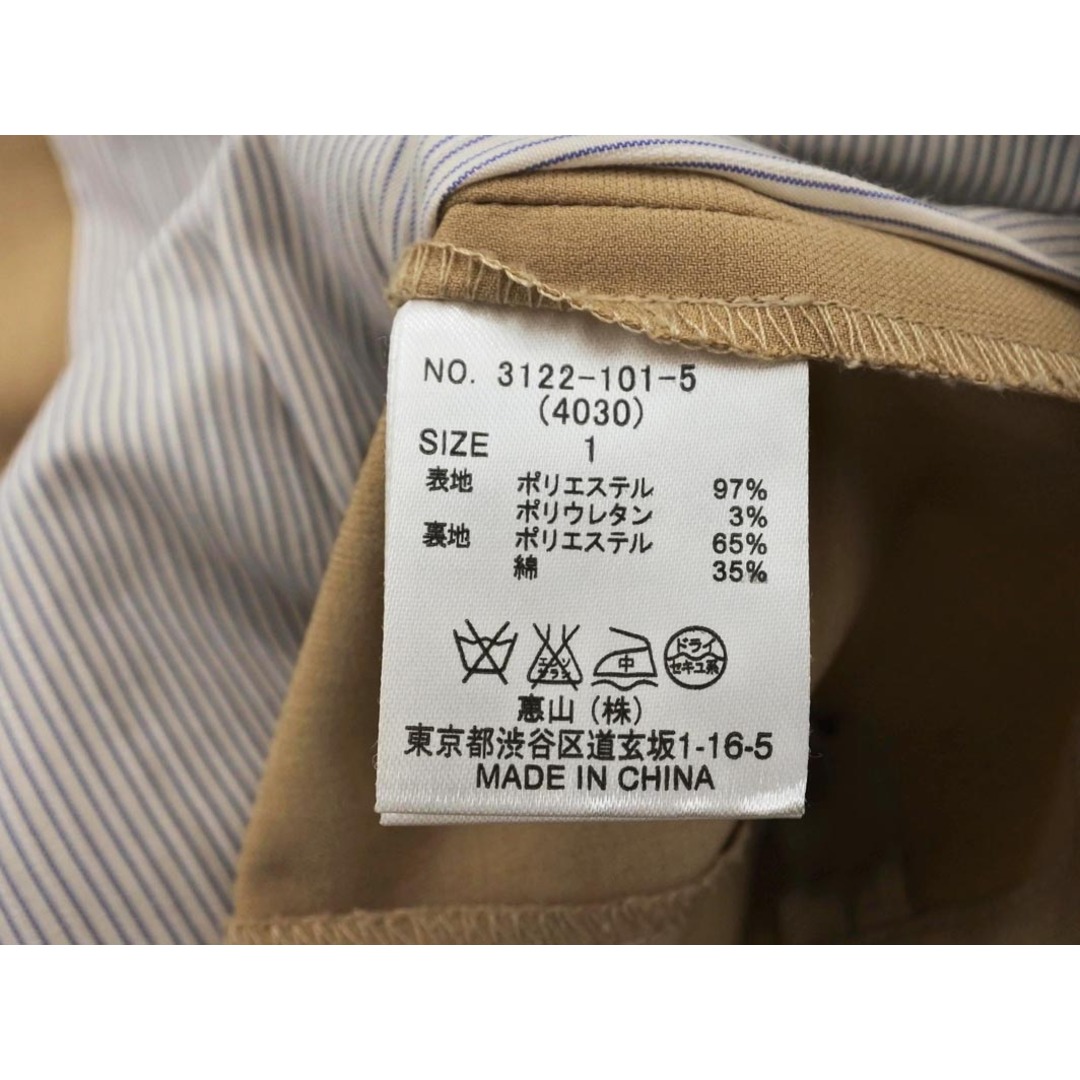 NO. 3122-101-5
(4030)
SIZE 1
表地 ポリエステル 97%
ポリウレタン 3%
裏地 ポリエステル 65%
綿 35%
エンソサラシ 中 ドライ セキユ系
惠山(株)
東京都渋谷区道玄坂1-16-5
MADE IN CHINA